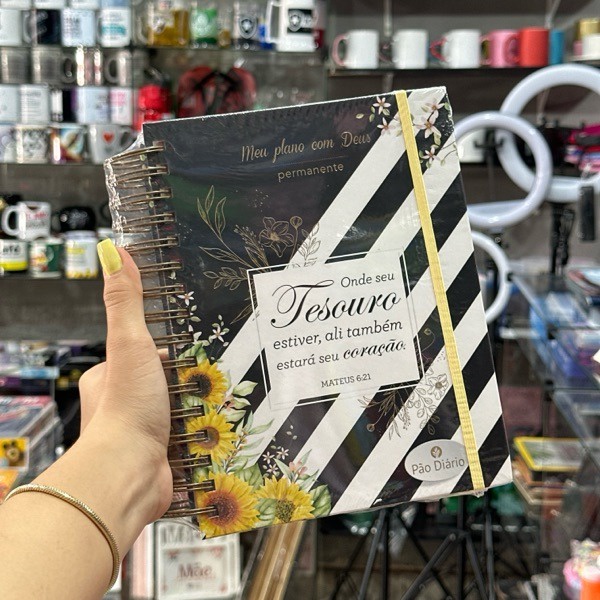 Meu plano com Deus
permanente
Onde seu
Tesouro
estiver, ali também
estará seu coração.
MATEUS 6:21
Pão Diário